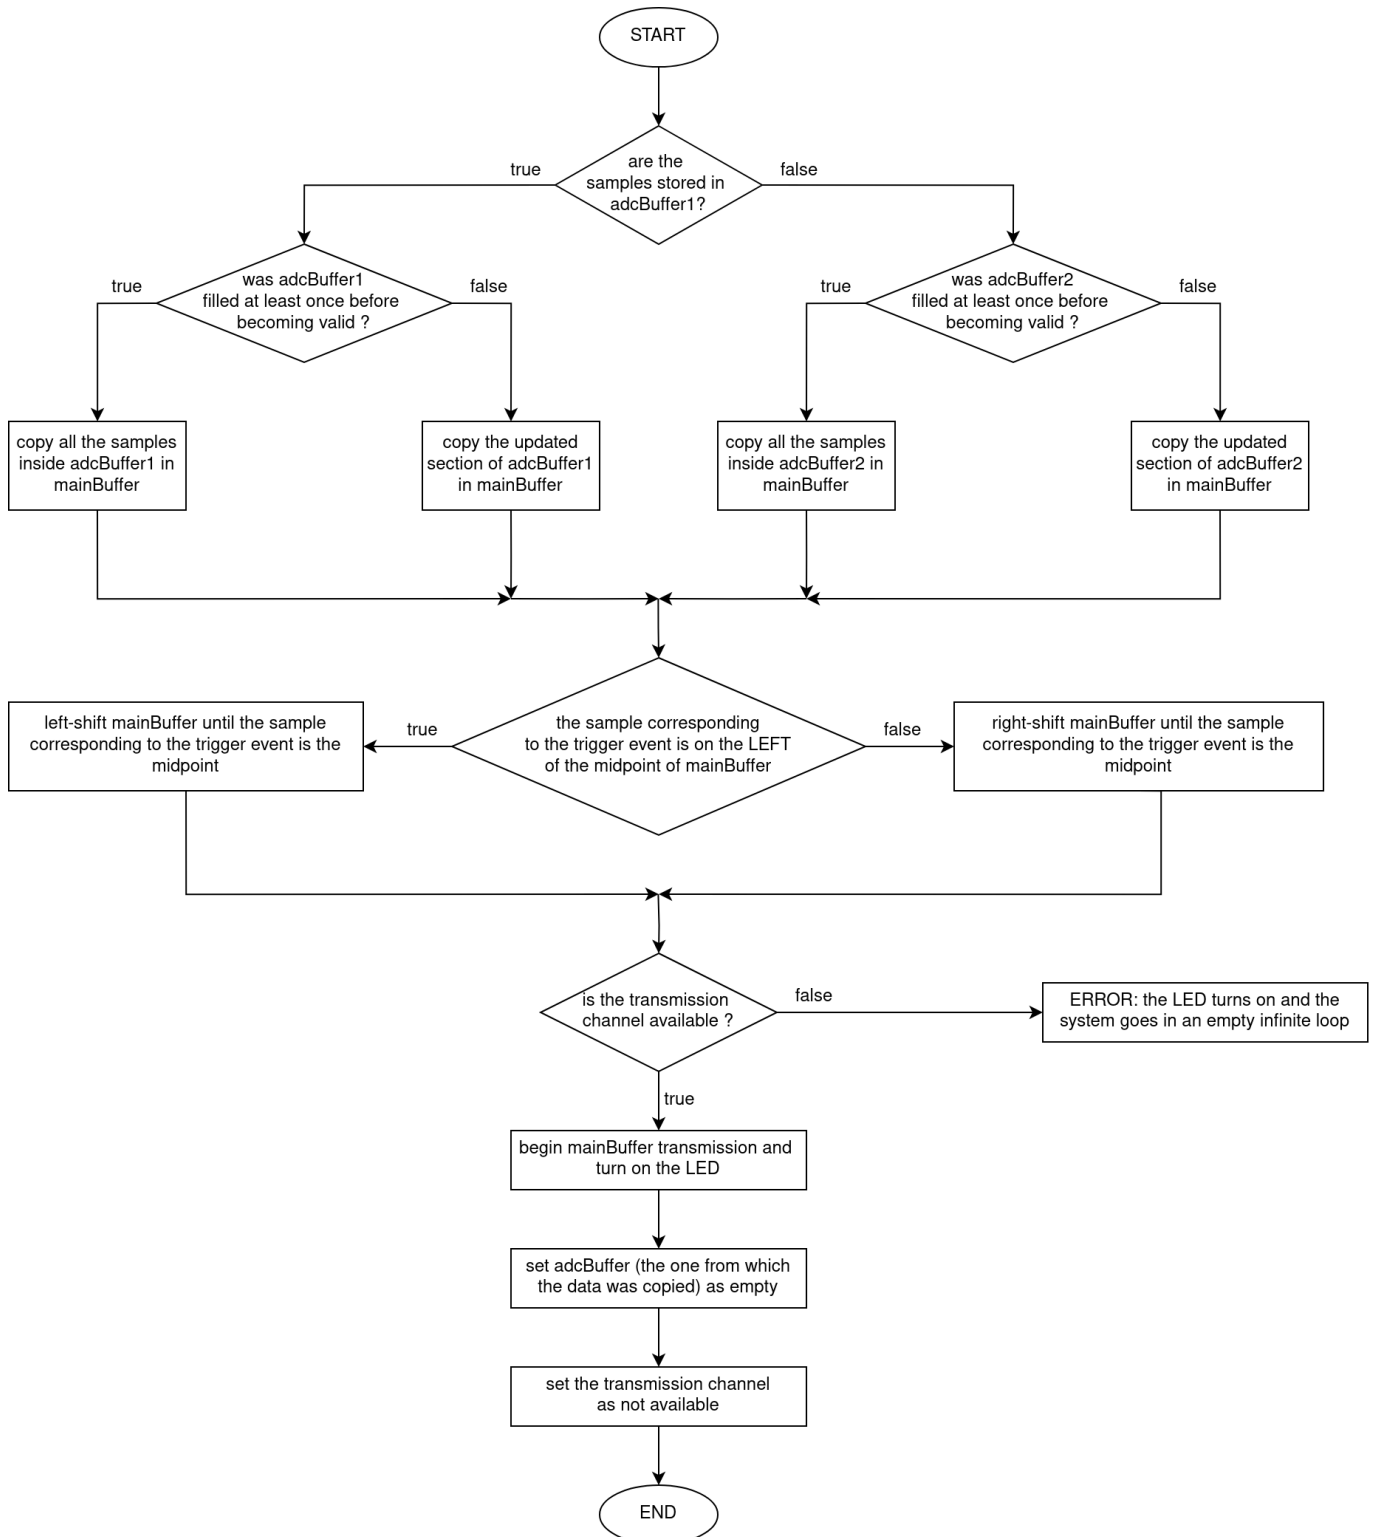 START
are the
samples stored in
adcBuffer1?
true
false
was adcBuffer1
filled at least once before
becoming valid ?
true
false
was adcBuffer2
filled at least once before
becoming valid ?
true
false
copy all the samples
inside adcBuffer1 in
mainBuffer
copy the updated
section of adcBuffer1
in mainBuffer
copy all the samples
inside adcBuffer2 in
mainBuffer
copy the updated
section of adcBuffer2
in mainBuffer
left-shift mainBuffer until the sample
corresponding to the trigger event is the
midpoint
true
the sample corresponding
to the trigger event is on the LEFT
of the midpoint of mainBuffer
false
right-shift mainBuffer until the sample
corresponding to the trigger event is the
midpoint
is the transmission
channel available ?
false
ERROR: the LED turns on and the
system goes in an empty infinite loop
true
begin mainBuffer transmission and
turn on the LED
set adcBuffer (the one from which
the data was copied) as empty
set the transmission channel
as not available
END